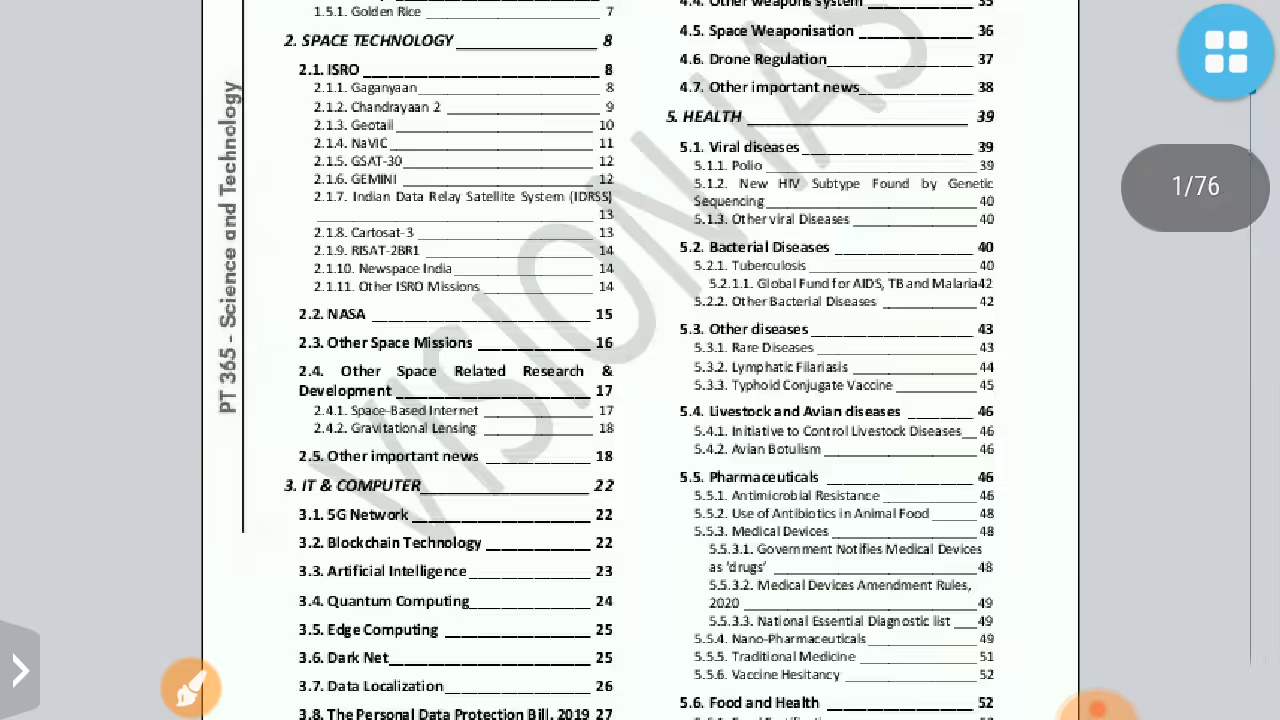 PT 365 - Science and Technology
1.5.1. Golden Rice 7
2. SPACE TECHNOLOGY 8
2.1. ISRO 8
2.1.1. Gaganyaan 8
2.1.2. Chandrayaan 2 9
2.1.3. Geotail 10
2.1.4. NaVIC 11
2.1.5. GSAT-30 12
2.1.6. GEMINI 12
2.1.7. Indian Data Relay Satellite System (IDRSS)
13
2.1.8. Cartosat-3 13
2.1.9. RISAT-2BR1 14
2.1.10. Newspace India 14
2.1.11. Other ISRO Missions 14
2.2. NASA 15
2.3. Other Space Missions 16
2.4. Other Space Related Research &
Development 17
2.4.1. Space-Based Internet 17
2.4.2. Gravitational Lensing 18
2.5. Other important news 18
3. IT & COMPUTER 22
3.1. 5G Network 22
3.2. Blockchain Technology 22
3.3. Artificial Intelligence 23
3.4. Quantum Computing 24
3.5. Edge Computing 25
3.6. Dark Net 25
3.7. Data Localization 26
3.8. The Personal Data Protection Bill, 2019 27
4.4. Other weapons system 35
4.5. Space Weaponisation 36
4.6. Drone Regulation 37
4.7. Other important news 38
5. HEALTH 39
5.1. Viral diseases 39
5.1.1. Polio 39
5.1.2. New HIV Subtype Found by Genetic
Sequencing 40
5.1.3. Other viral Diseases 40
5.2. Bacterial Diseases 40
5.2.1. Tuberculosis 40
5.2.1.1. Global Fund for AIDS, TB and Malaria 42
5.2.2. Other Bacterial Diseases 42
5.3. Other diseases 43
5.3.1. Rare Diseases 43
5.3.2. Lymphatic Filariasis 44
5.3.3. Typhoid Conjugate Vaccine 45
5.4. Livestock and Avian diseases 46
5.4.1. Initiative to Control Livestock Diseases 46
5.4.2. Avian Botulism 46
5.5. Pharmaceuticals 46
5.5.1. Antimicrobial Resistance 46
5.5.2. Use of Antibiotics in Animal Food 48
5.5.3. Medical Devices 48
5.5.3.1. Government Notifies Medical Devices
as 'drugs' 48
5.5.3.2. Medical Devices Amendment Rules,
2020 49
5.5.3.3. National Essential Diagnostic list 49
5.5.4. Nano-Pharmaceuticals 49
5.5.5. Traditional Medicine 51
5.5.6. Vaccine Hesitancy 52
5.6. Food and Health 52
VISION IAS
1/76